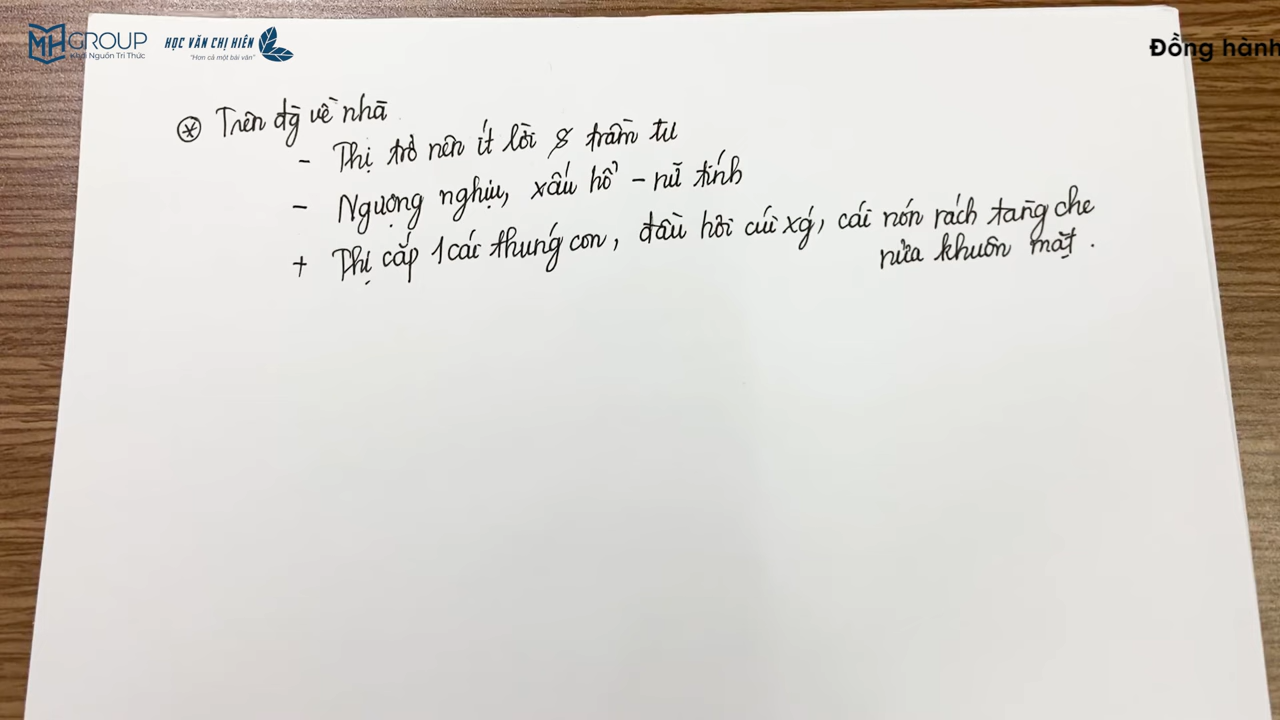 MH GROUP
Khơi Nguồn Tri Thức
HỌC VĂN CHỊ HIÊN
"Hơn cả một bài văn"
Đồng hành
* Trên đg về nhà
- Thị trở nên ít lời & trầm tư
- Ngượng nghịu, xấu hổ - nữ tính
+ Thị cắp 1 cái thúng con, đầu hơi cúi xg, cái nón rách tàng che
nửa khuôn mặt.